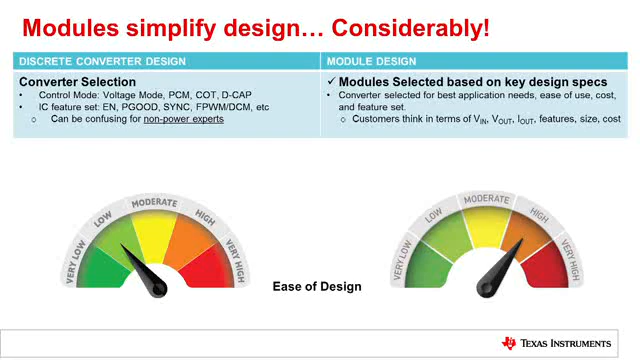 Modules simplify design... Considerably!
DISCRETE CONVERTER DESIGN
MODULE DESIGN
Converter Selection
• Control Mode: Voltage Mode, PCM, COT, D-CAP
• IC feature set: EN, PGOOD, SYNC, FPWM/DCM, etc
o Can be confusing for non-power experts
✓ Modules Selected based on key design specs
• Converter selected for best application needs, ease of use, cost,
and feature set.
o Customers think in terms of VIN, VOUT, IOUT, features, size, cost
VERY LOW
LOW
MODERATE
HIGH
VERY HIGH
VERY LOW
LOW
MODERATE
HIGH
VERY HIGH
Ease of Design
TEXAS INSTRUMENTS